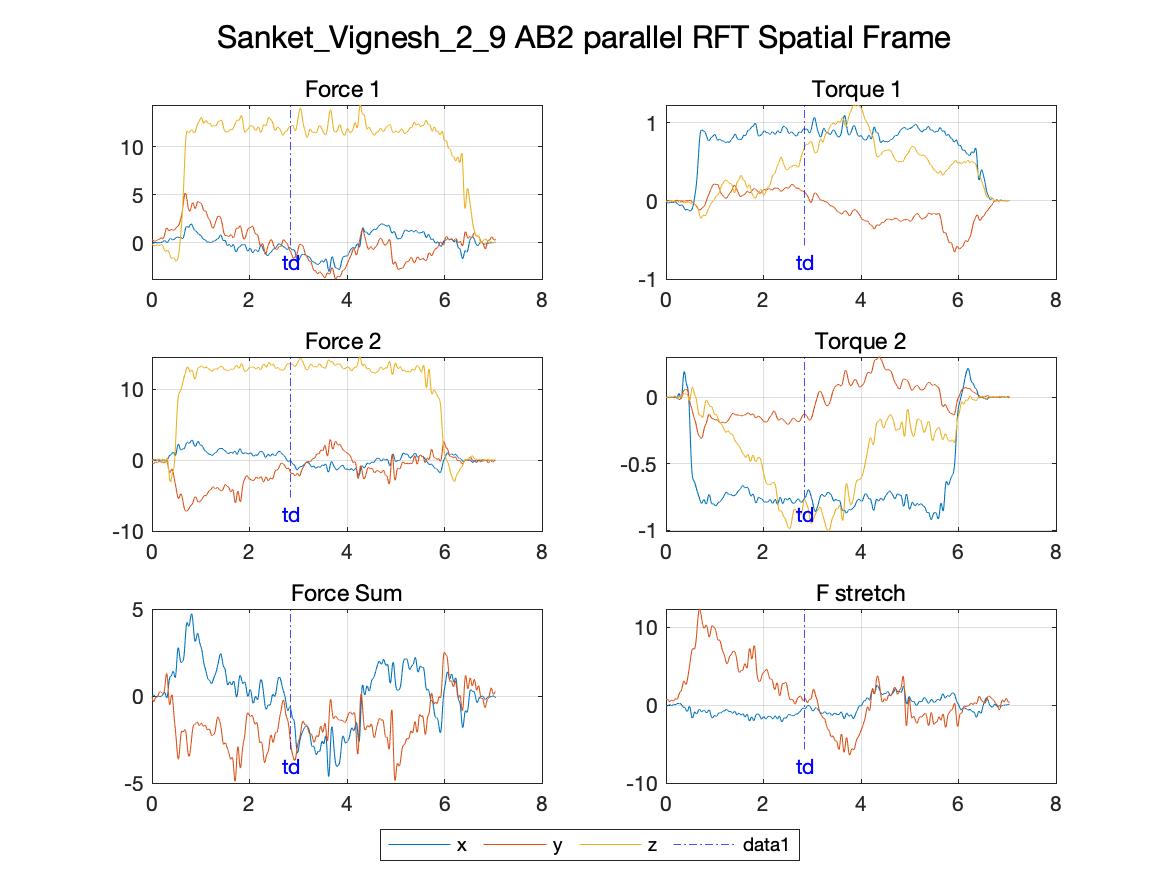 Sanket_Vignesh_2_9 AB2 parallel RFT Spatial Frame
Force 1
10
5
0
td
0 2 4 6 8
Torque 1
1
0
-1
td
0 2 4 6 8
Force 2
10
0
-10
td
0 2 4 6 8
Torque 2
0
-0.5
-1
td
0 2 4 6 8
Force Sum
5
0
-5
td
0 2 4 6 8
F stretch
10
0
-10
td
0 2 4 6 8
x y z data1